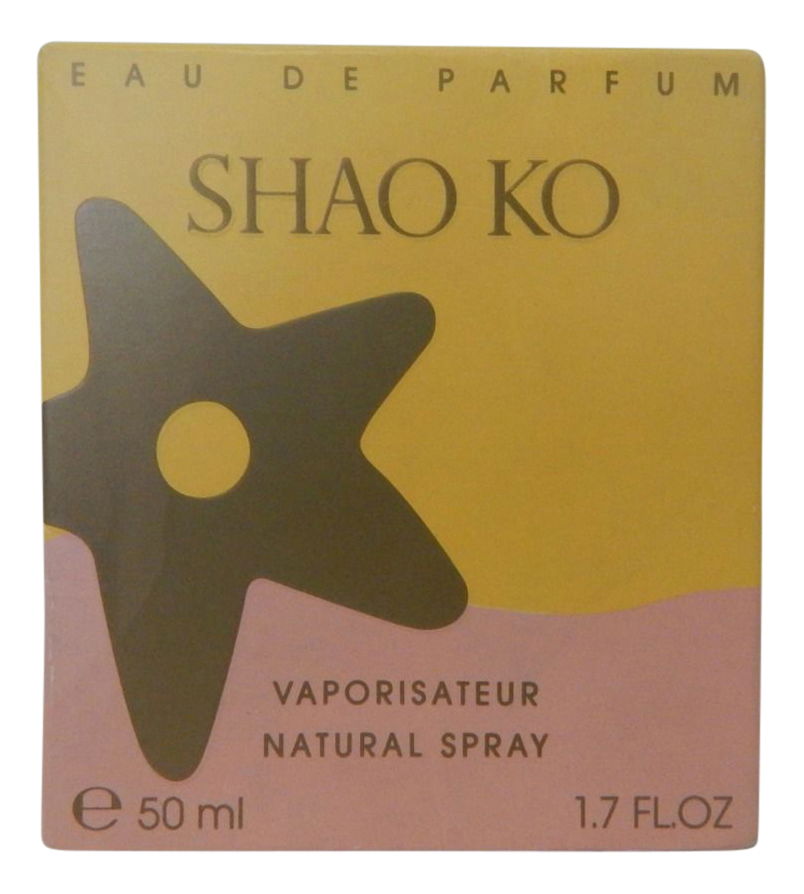 EAU DE PARFUM
SHAO KO
VAPORISATEUR
NATURAL SPRAY
℮ 50 ml
1.7 FL.OZ